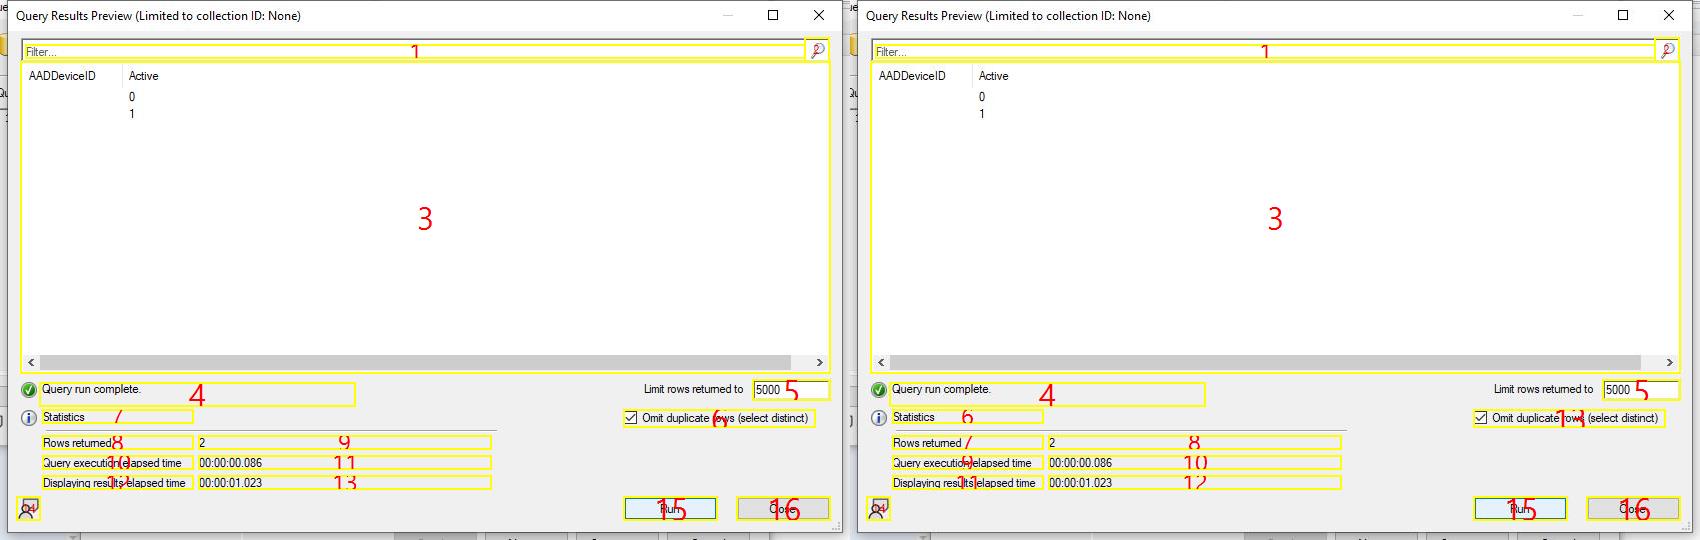 Query Results Preview (Limited to collection ID: None)
Filter...
1
2
AADDeviceID Active
0
1
3
Query run complete.
4
Limit rows returned to 5000
5
Statistics
7
Omit duplicate rows (select distinct)
6
Rows returned 2
8 9
Query execution elapsed time 00:00:00.086
10 11
Displaying results elapsed time 00:00:01.023
12 13
14
Run
15
Close
16
Query Results Preview (Limited to collection ID: None)
Filter...
1
2
AADDeviceID Active
0
1
3
Query run complete.
4
Limit rows returned to 5000
5
Statistics
6
Omit duplicate rows (select distinct)
13
Rows returned 2
7 8
Query execution elapsed time 00:00:00.086
9 10
Displaying results elapsed time 00:00:01.023
11 12
14
Run
15
Close
16